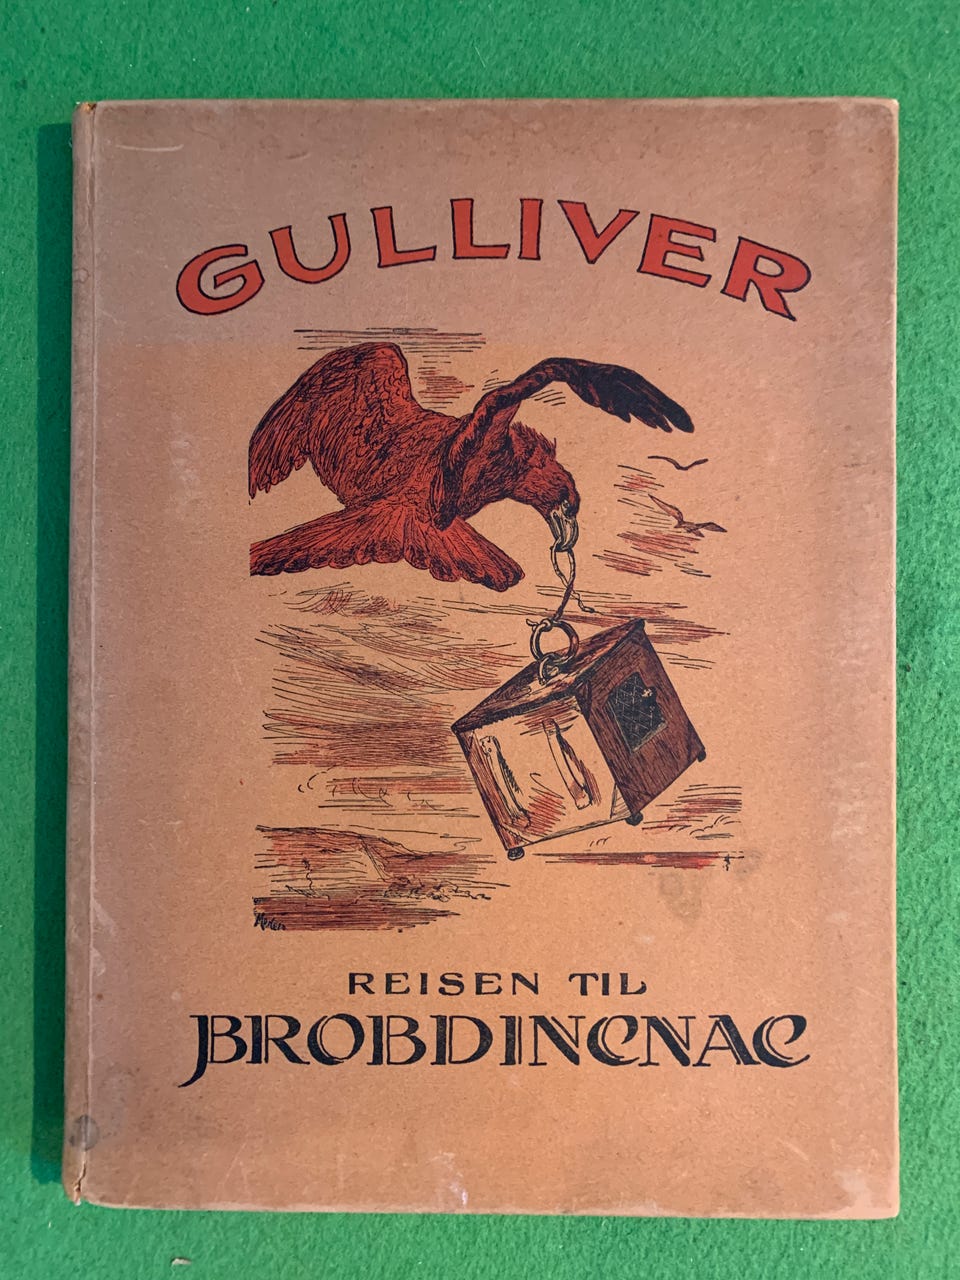 GULLIVER
REISEN TIL
BROBDINGNAG